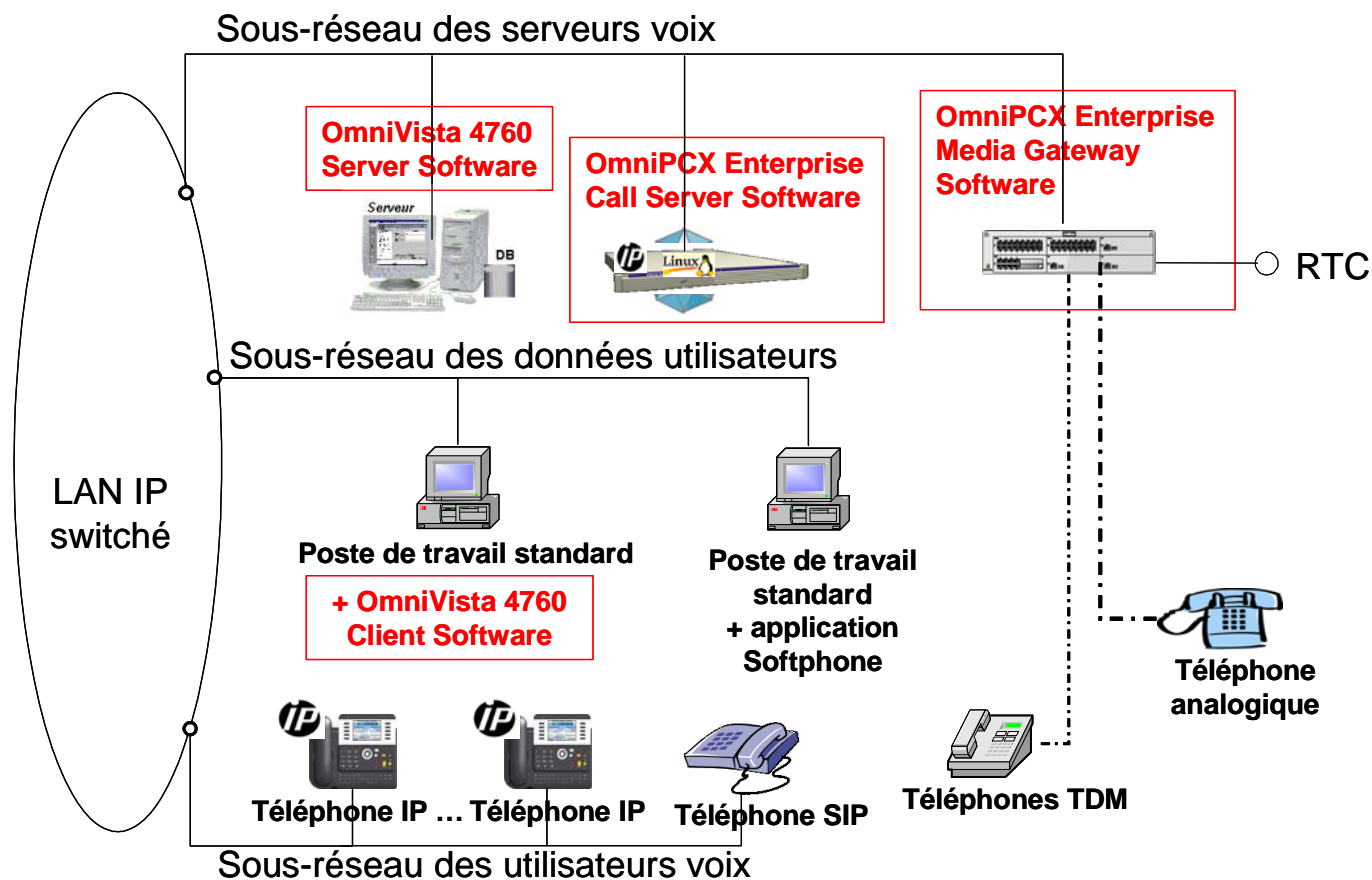 Sous-réseau des serveurs voix
OmniVista 4760
Server Software
OmniPCX Enterprise
Call Server Software
OmniPCX Enterprise
Media Gateway
Software
Serveur
DB
IP
Linux
RTC
Sous-réseau des données utilisateurs
LAN IP
switché
Poste de travail standard
+ OmniVista 4760
Client Software
Poste de travail
standard
+ application
Softphone
Téléphone
analogique
IP
IP
Téléphone IP ... Téléphone IP
Téléphone SIP
Téléphones TDM
Sous-réseau des utilisateurs voix